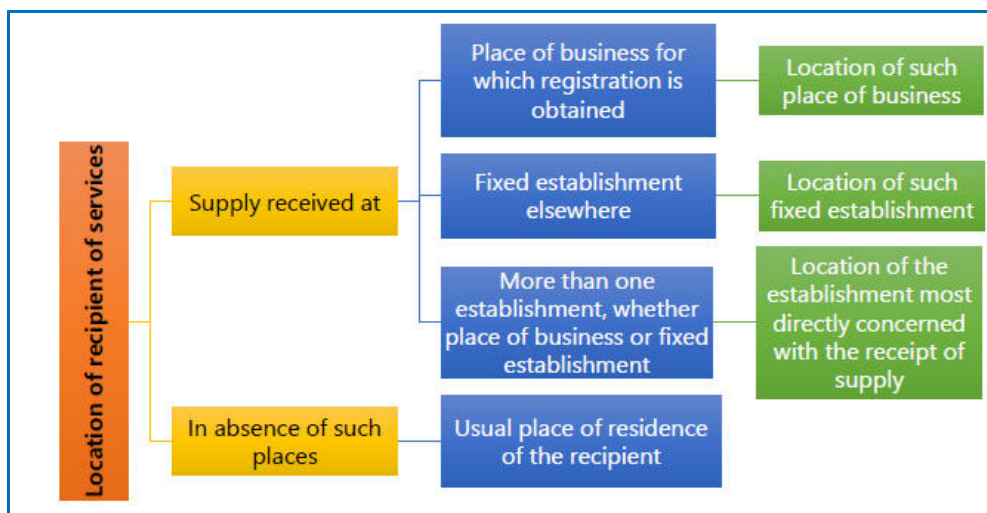 Location of recipient of services
Supply received at
Place of business for
which registration is
obtained
Location of such
place of business
Fixed establishment
elsewhere
Location of such
fixed establishment
More than one
establishment, whether
place of business or fixed
establishment
Location of the
establishment most
directly concerned
with the receipt of
supply
In absence of such
places
Usual place of residence
of the recipient